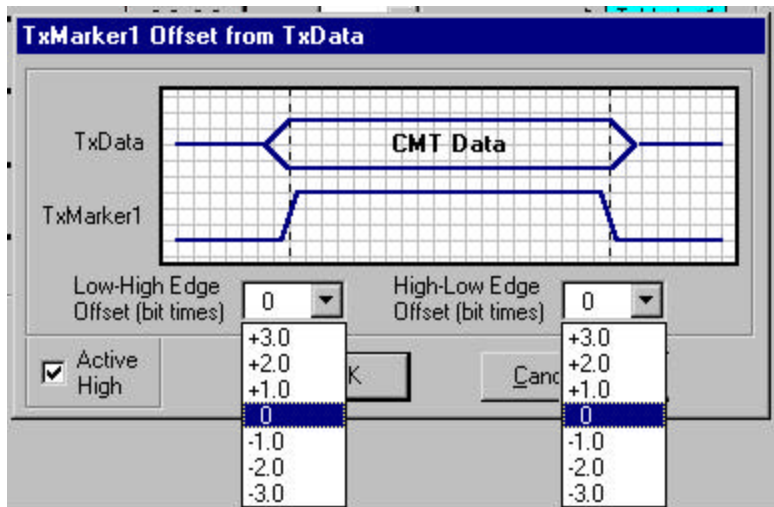 TxMarker1 Offset from TxData
TxData
CMT Data
TxMarker1
Low-High Edge
Offset (bit times)
0
High-Low Edge
Offset (bit times)
0
+3.0
+2.0
+1.0
0
-1.0
-2.0
-3.0
+3.0
+2.0
+1.0
0
-1.0
-2.0
-3.0
Active
High
K
Canc